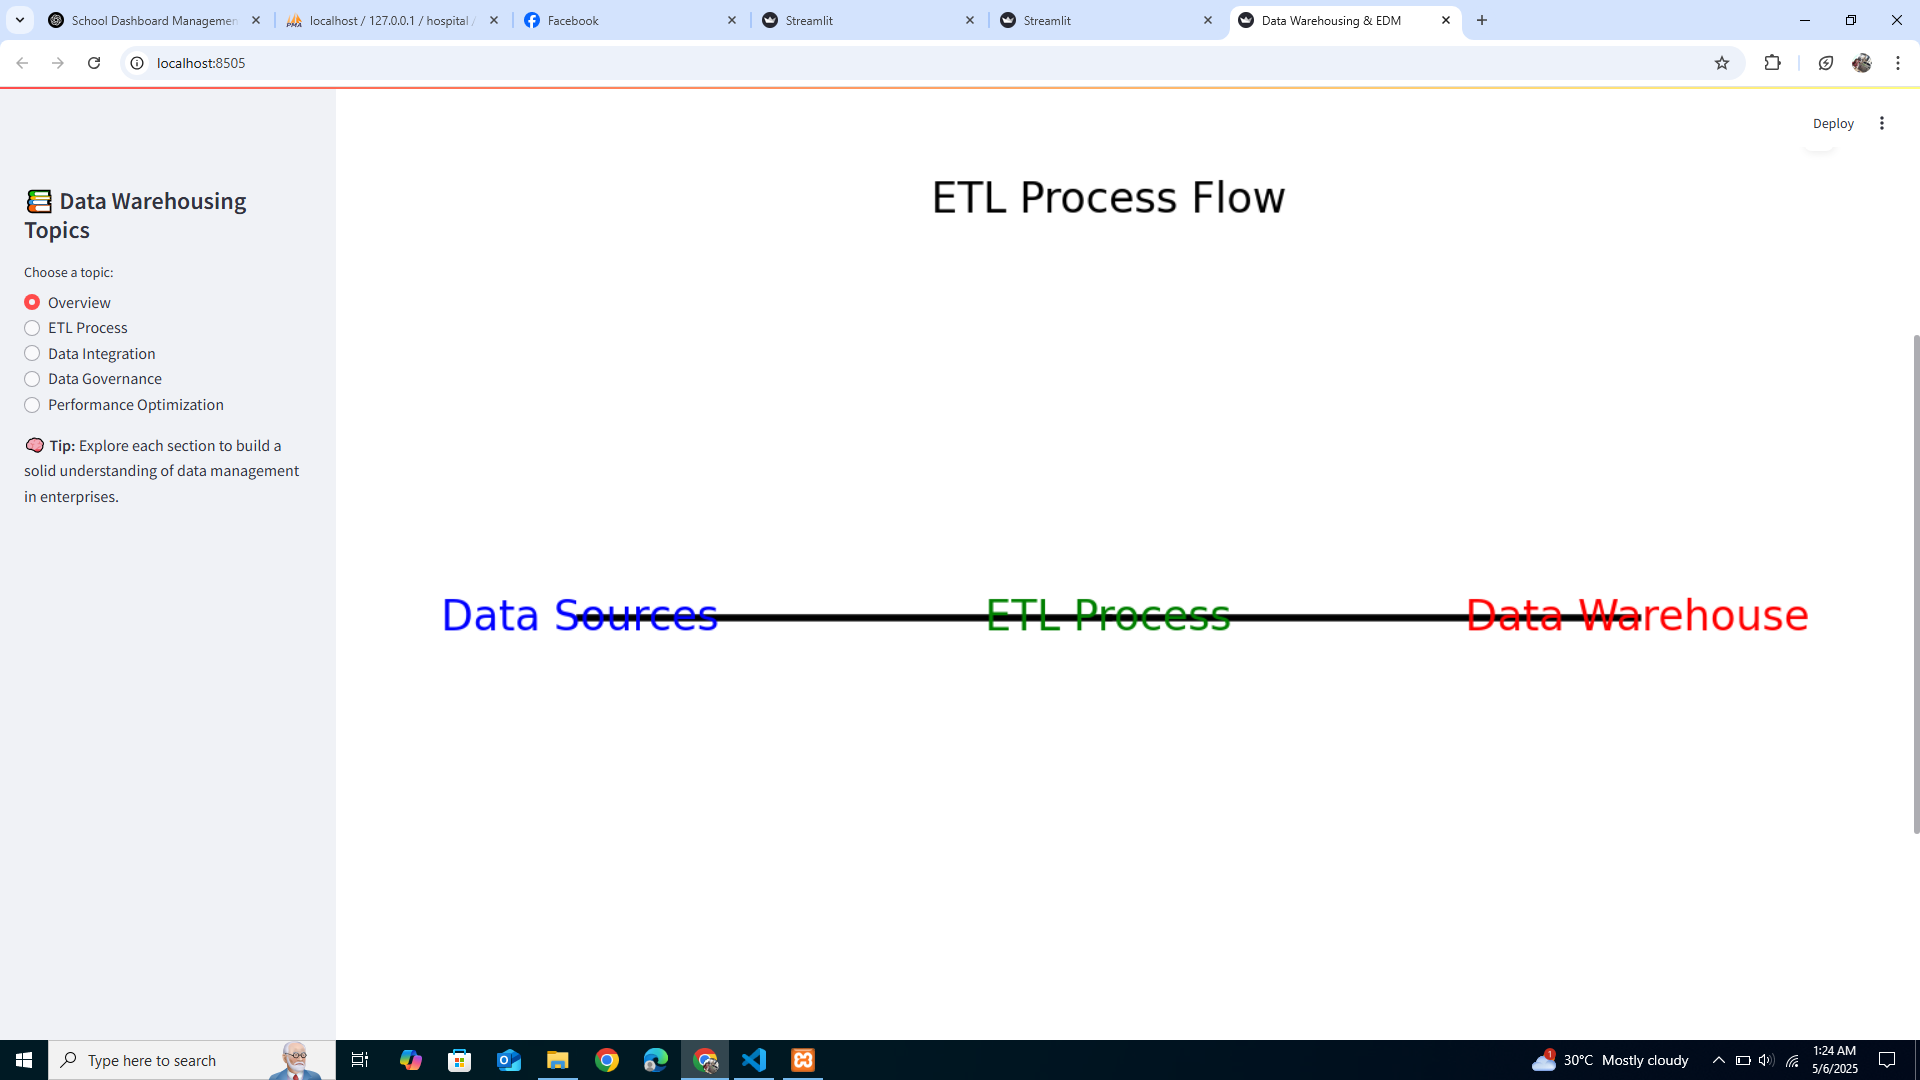 School Dashboard Managemen
localhost / 127.0.0.1 / hospital /
Facebook
Streamlit
Streamlit
Data Warehousing & EDM
localhost:8505
Deploy
📚 Data Warehousing
Topics
Choose a topic:
Overview
ETL Process
Data Integration
Data Governance
Performance Optimization
🧠 Tip: Explore each section to build a
solid understanding of data management
in enterprises.
ETL Process Flow
Data Sources
ETL Process
Data Warehouse
Type here to search
1
30°C Mostly cloudy
1:24 AM
5/6/2025